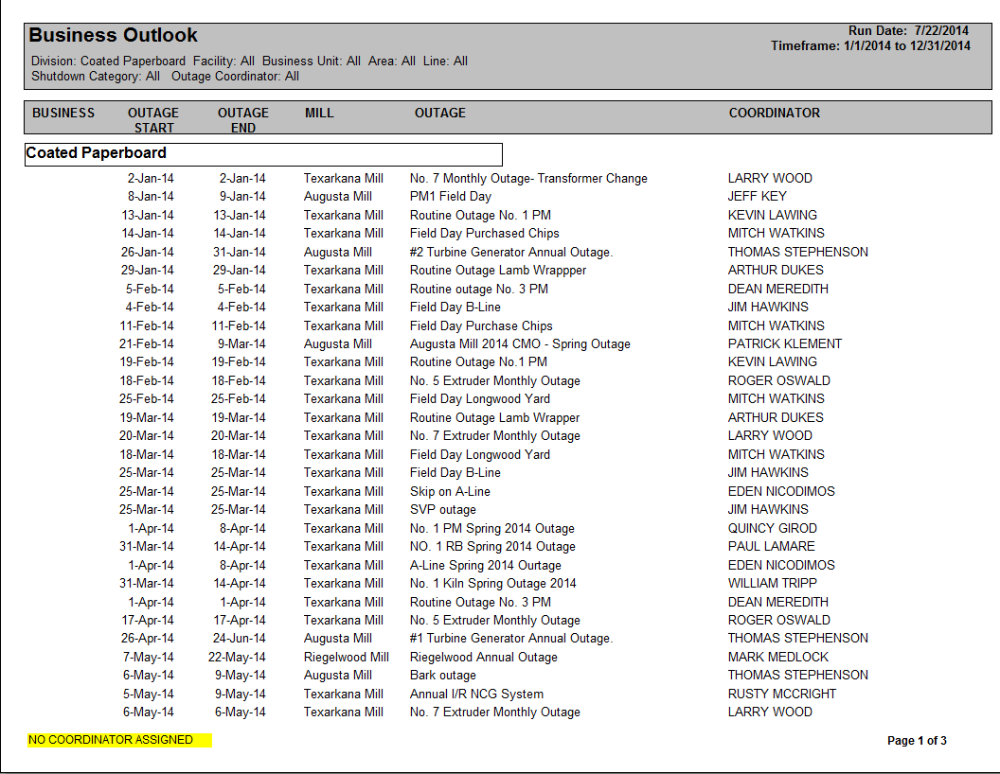 Business Outlook
Run Date: 7/22/2014
Timeframe: 1/1/2014 to 12/31/2014
Division: Coated Paperboard Facility: All Business Unit: All Area: All Line: All
Shutdown Category: All Outage Coordinator: All
BUSINESS OUTAGE START OUTAGE END MILL OUTAGE COORDINATOR
Coated Paperboard
2-Jan-14 2-Jan-14 Texarkana Mill No. 7 Monthly Outage- Transformer Change LARRY WOOD
8-Jan-14 9-Jan-14 Augusta Mill PM1 Field Day JEFF KEY
13-Jan-14 13-Jan-14 Texarkana Mill Routine Outage No. 1 PM KEVIN LAWING
14-Jan-14 14-Jan-14 Texarkana Mill Field Day Purchased Chips MITCH WATKINS
26-Jan-14 31-Jan-14 Augusta Mill #2 Turbine Generator Annual Outage. THOMAS STEPHENSON
29-Jan-14 29-Jan-14 Texarkana Mill Routine Outage Lamb Wrappper ARTHUR DUKES
5-Feb-14 5-Feb-14 Texarkana Mill Routine outage No. 3 PM DEAN MEREDITH
4-Feb-14 4-Feb-14 Texarkana Mill Field Day B-Line JIM HAWKINS
11-Feb-14 11-Feb-14 Texarkana Mill Field Day Purchase Chips MITCH WATKINS
21-Feb-14 9-Mar-14 Augusta Mill Augusta Mill 2014 CMO - Spring Outage PATRICK KLEMENT
19-Feb-14 19-Feb-14 Texarkana Mill Routine Outage No.1 PM KEVIN LAWING
18-Feb-14 18-Feb-14 Texarkana Mill No. 5 Extruder Monthly Outage ROGER OSWALD
25-Feb-14 25-Feb-14 Texarkana Mill Field Day Longwood Yard MITCH WATKINS
19-Mar-14 19-Mar-14 Texarkana Mill Routine Outage Lamb Wrapper ARTHUR DUKES
20-Mar-14 20-Mar-14 Texarkana Mill No. 7 Extruder Monthly Outage LARRY WOOD
18-Mar-14 18-Mar-14 Texarkana Mill Field Day Longwood Yard MITCH WATKINS
25-Mar-14 25-Mar-14 Texarkana Mill Field Day B-Line JIM HAWKINS
25-Mar-14 25-Mar-14 Texarkana Mill Skip on A-Line EDEN NICODIMOS
25-Mar-14 25-Mar-14 Texarkana Mill SVP outage JIM HAWKINS
1-Apr-14 8-Apr-14 Texarkana Mill No. 1 PM Spring 2014 Outage QUINCY GIROD
31-Mar-14 14-Apr-14 Texarkana Mill NO. 1 RB Spring 2014 Outage PAUL LAMARE
1-Apr-14 8-Apr-14 Texarkana Mill A-Line Spring 2014 Ourtage EDEN NICODIMOS
31-Mar-14 14-Apr-14 Texarkana Mill No. 1 Kiln Spring Outage 2014 WILLIAM TRIPP
1-Apr-14 1-Apr-14 Texarkana Mill Routine Outage No. 3 PM DEAN MEREDITH
17-Apr-14 17-Apr-14 Texarkana Mill No. 5 Extruder Monthly Outage ROGER OSWALD
26-Apr-14 24-Jun-14 Augusta Mill #1 Turbine Generator Annual Outage. THOMAS STEPHENSON
7-May-14 22-May-14 Riegelwood Mill Riegelwood Annual Outage MARK MEDLOCK
6-May-14 9-May-14 Augusta Mill Bark outage THOMAS STEPHENSON
5-May-14 9-May-14 Texarkana Mill Annual I/R NCG System RUSTY MCCRIGHT
6-May-14 6-May-14 Texarkana Mill No. 7 Extruder Monthly Outage LARRY WOOD
NO COORDINATOR ASSIGNED
Page 1 of 3